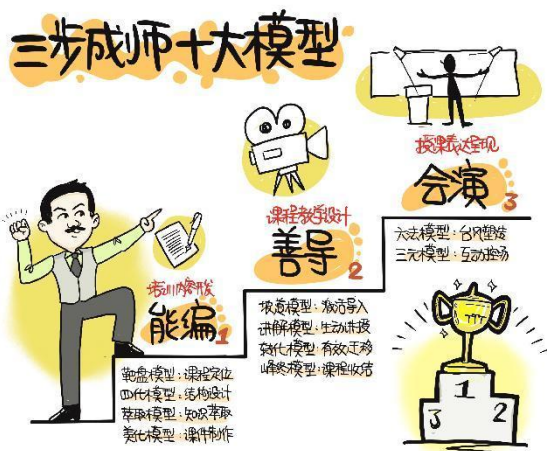 三步成师十大模型
培训内容开发
能编1
靶盘模型：课程定位
四化模型：结构设计
萃取模型：知识萃取
美化模型：课件制作
课程教学设计
善导2
坡道模型：激活导入
讲解模型：生动讲授
转化模型：有效迁移
峰终模型：课程收结
授课表达呈现
会演3
六去模型：台风塑造
三元模型：互动控场
TTT
1
2
3